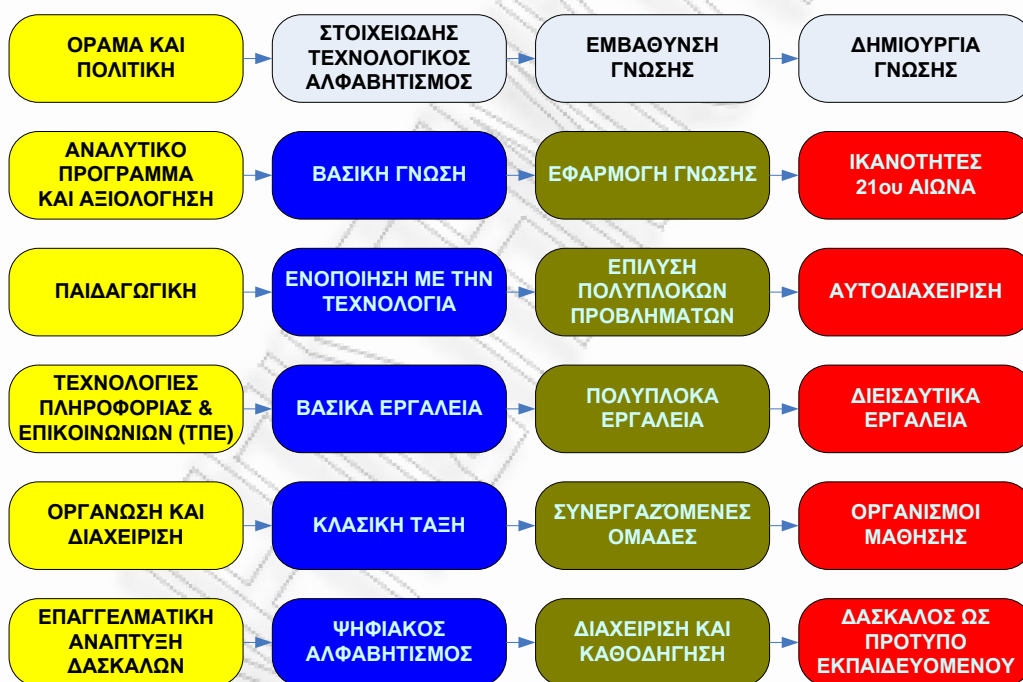 ΟΡΑΜΑ ΚΑΙ
ΠΟΛΙΤΙΚΗ
ΣΤΟΙΧΕΙΩΔΗΣ
ΤΕΧΝΟΛΟΓΙΚΟΣ
ΑΛΦΑΒΗΤΙΣΜΟΣ
ΕΜΒΑΘΥΝΣΗ
ΓΝΩΣΗΣ
ΔΗΜΙΟΥΡΓΙΑ
ΓΝΩΣΗΣ
ΑΝΑΛΥΤΙΚΟ
ΠΡΟΓΡΑΜΜΑ
ΚΑΙ ΑΞΙΟΛΟΓΗΣΗ
ΒΑΣΙΚΗ ΓΝΩΣΗ
ΕΦΑΡΜΟΓΗ ΓΝΩΣΗΣ
ΙΚΑΝΟΤΗΤΕΣ
21ου ΑΙΩΝΑ
ΠΑΙΔΑΓΩΓΙΚΗ
ΕΝΟΠΟΙΗΣΗ ΜΕ ΤΗΝ
ΤΕΧΝΟΛΟΓΙΑ
ΕΠΙΛΥΣΗ
ΠΟΛΥΠΛΟΚΩΝ
ΠΡΟΒΛΗΜΑΤΩΝ
ΑΥΤΟΔΙΑΧΕΙΡΙΣΗ
ΤΕΧΝΟΛΟΓΙΕΣ
ΠΛΗΡΟΦΟΡΙΑΣ &
ΕΠΙΚΟΙΝΩΝΙΩΝ (ΤΠΕ)
ΒΑΣΙΚΑ ΕΡΓΑΛΕΙΑ
ΠΟΛΥΠΛΟΚΑ
ΕΡΓΑΛΕΙΑ
ΔΙΕΙΣΔΥΤΙΚΑ
ΕΡΓΑΛΕΙΑ
ΟΡΓΑΝΩΣΗ ΚΑΙ
ΔΙΑΧΕΙΡΙΣΗ
ΚΛΑΣΙΚΗ ΤΑΞΗ
ΣΥΝΕΡΓΑΖΌΜΕΝΕΣ
ΟΜΑΔΕΣ
ΟΡΓΑΝΙΣΜΟΙ
ΜΑΘΗΣΗΣ
ΕΠΑΓΓΕΛΜΑΤΙΚΗ
ΑΝΑΠΤΥΞΗ
ΔΑΣΚΑΛΩΝ
ΨΗΦΙΑΚΟΣ
ΑΛΦΑΒΗΤΙΣΜΟΣ
ΔΙΑΧΕΙΡΙΣΗ ΚΑΙ
ΚΑΘΟΔΗΓΗΣΗ
ΔΑΣΚΑΛΟΣ ΩΣ
ΠΡΟΤΥΠΟ
ΕΚΠΑΙΔΕΥΟΜΕΝΟΥ